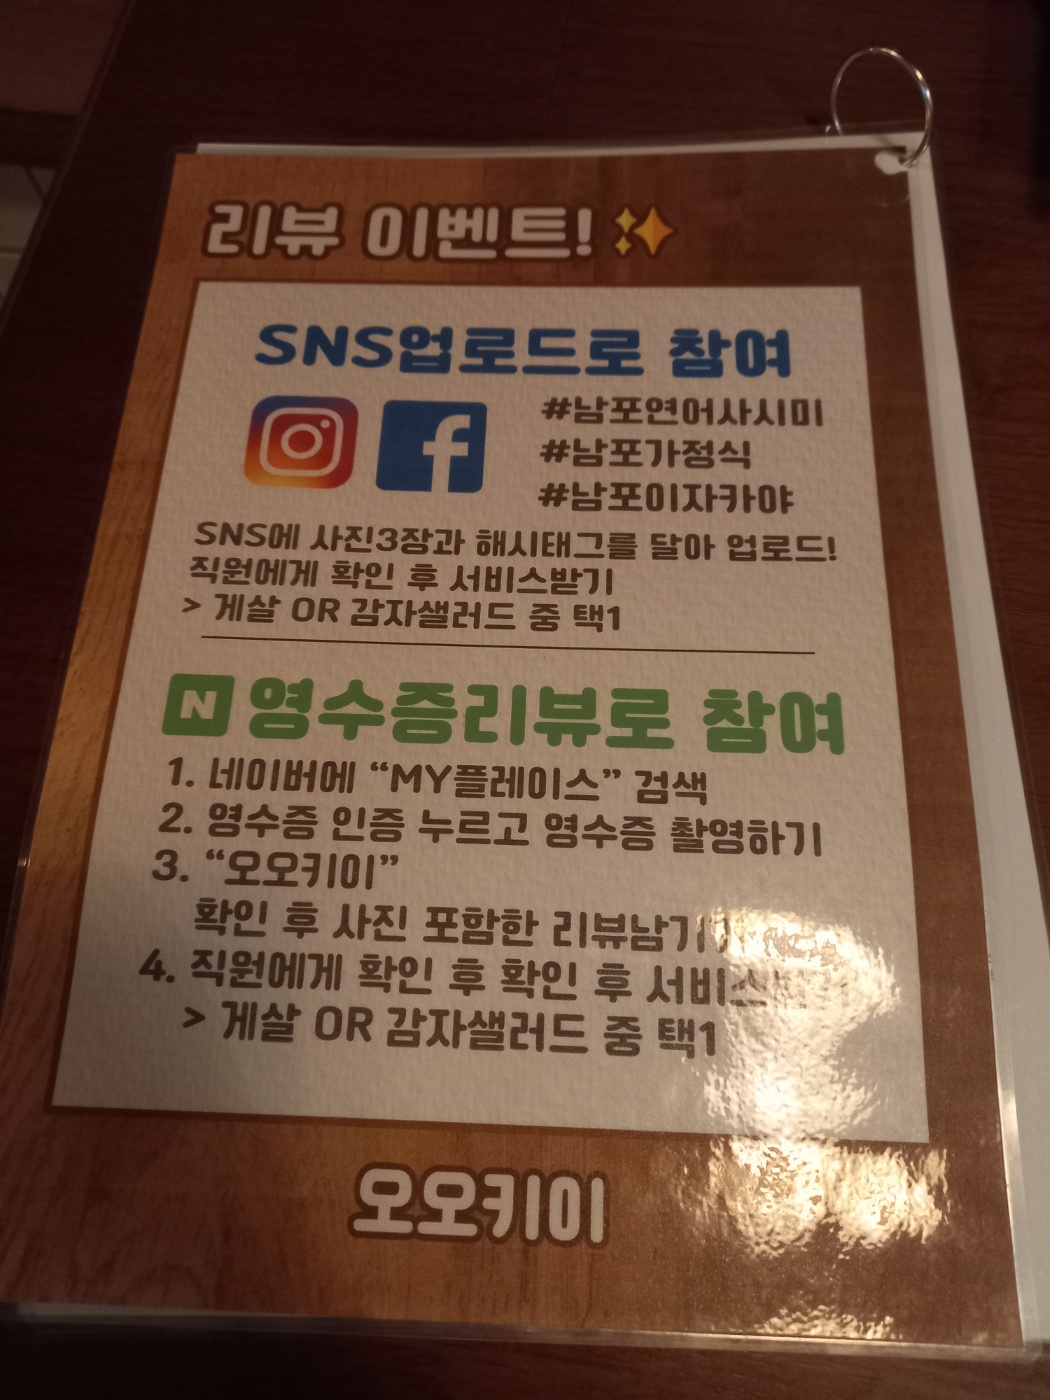 리뷰 이벤트!
SNS업로드로 참여
#남포연어사시미
#남포가정식
#남포이자카야
SNS에 사진3장과 해시태그를 달아 업로드!
직원에게 확인 후 서비스받기
> 게살 OR 감자샐러드 중 택1
N 영수증리뷰로 참여
1. 네이버에 “MY플레이스” 검색
2. 영수증 인증 누르고 영수증 촬영하기
3. “오오키이”
확인 후 사진 포함한 리뷰남기기
4. 직원에게 확인 후 확인 후
> 게살 OR 감자샐러드 중 택1
오오키이